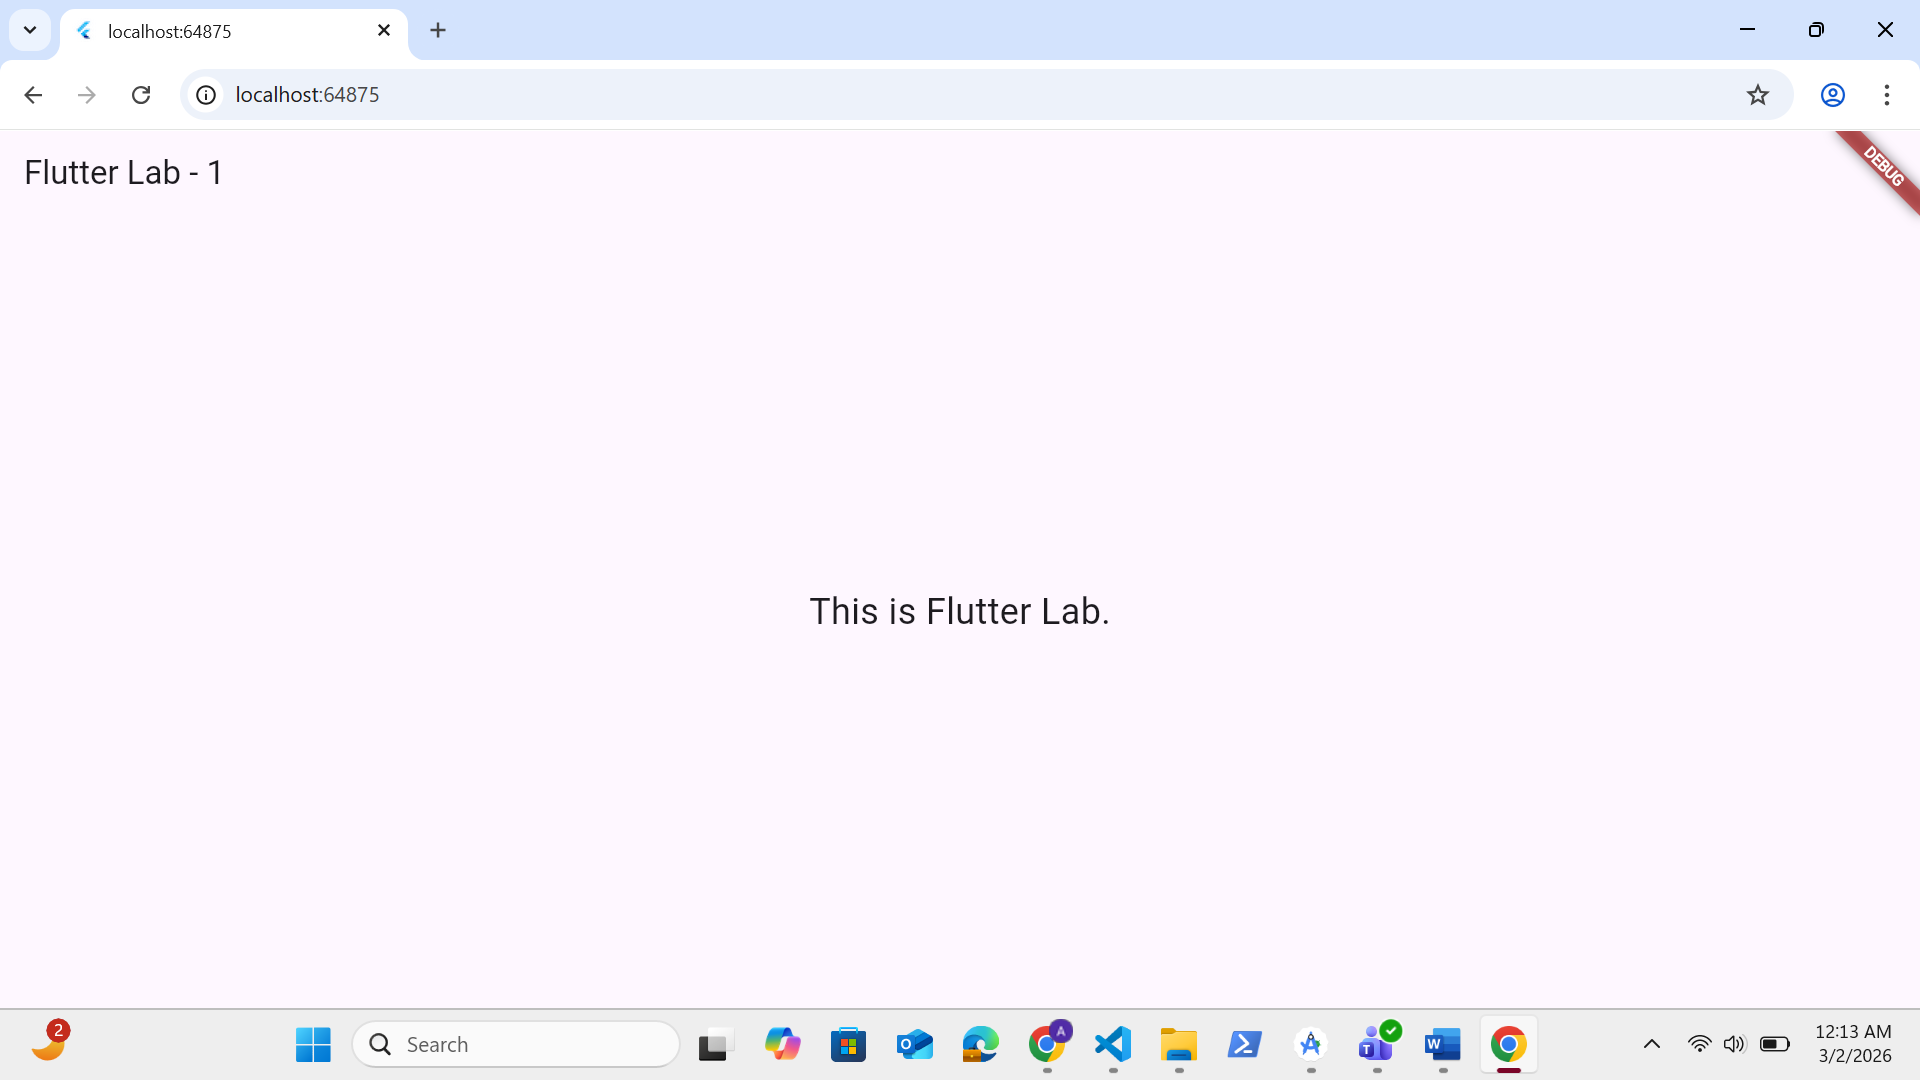 localhost:64875
localhost:64875
Flutter Lab - 1
DEBUG
This is Flutter Lab.
2
Search
A
12:13 AM
3/2/2026